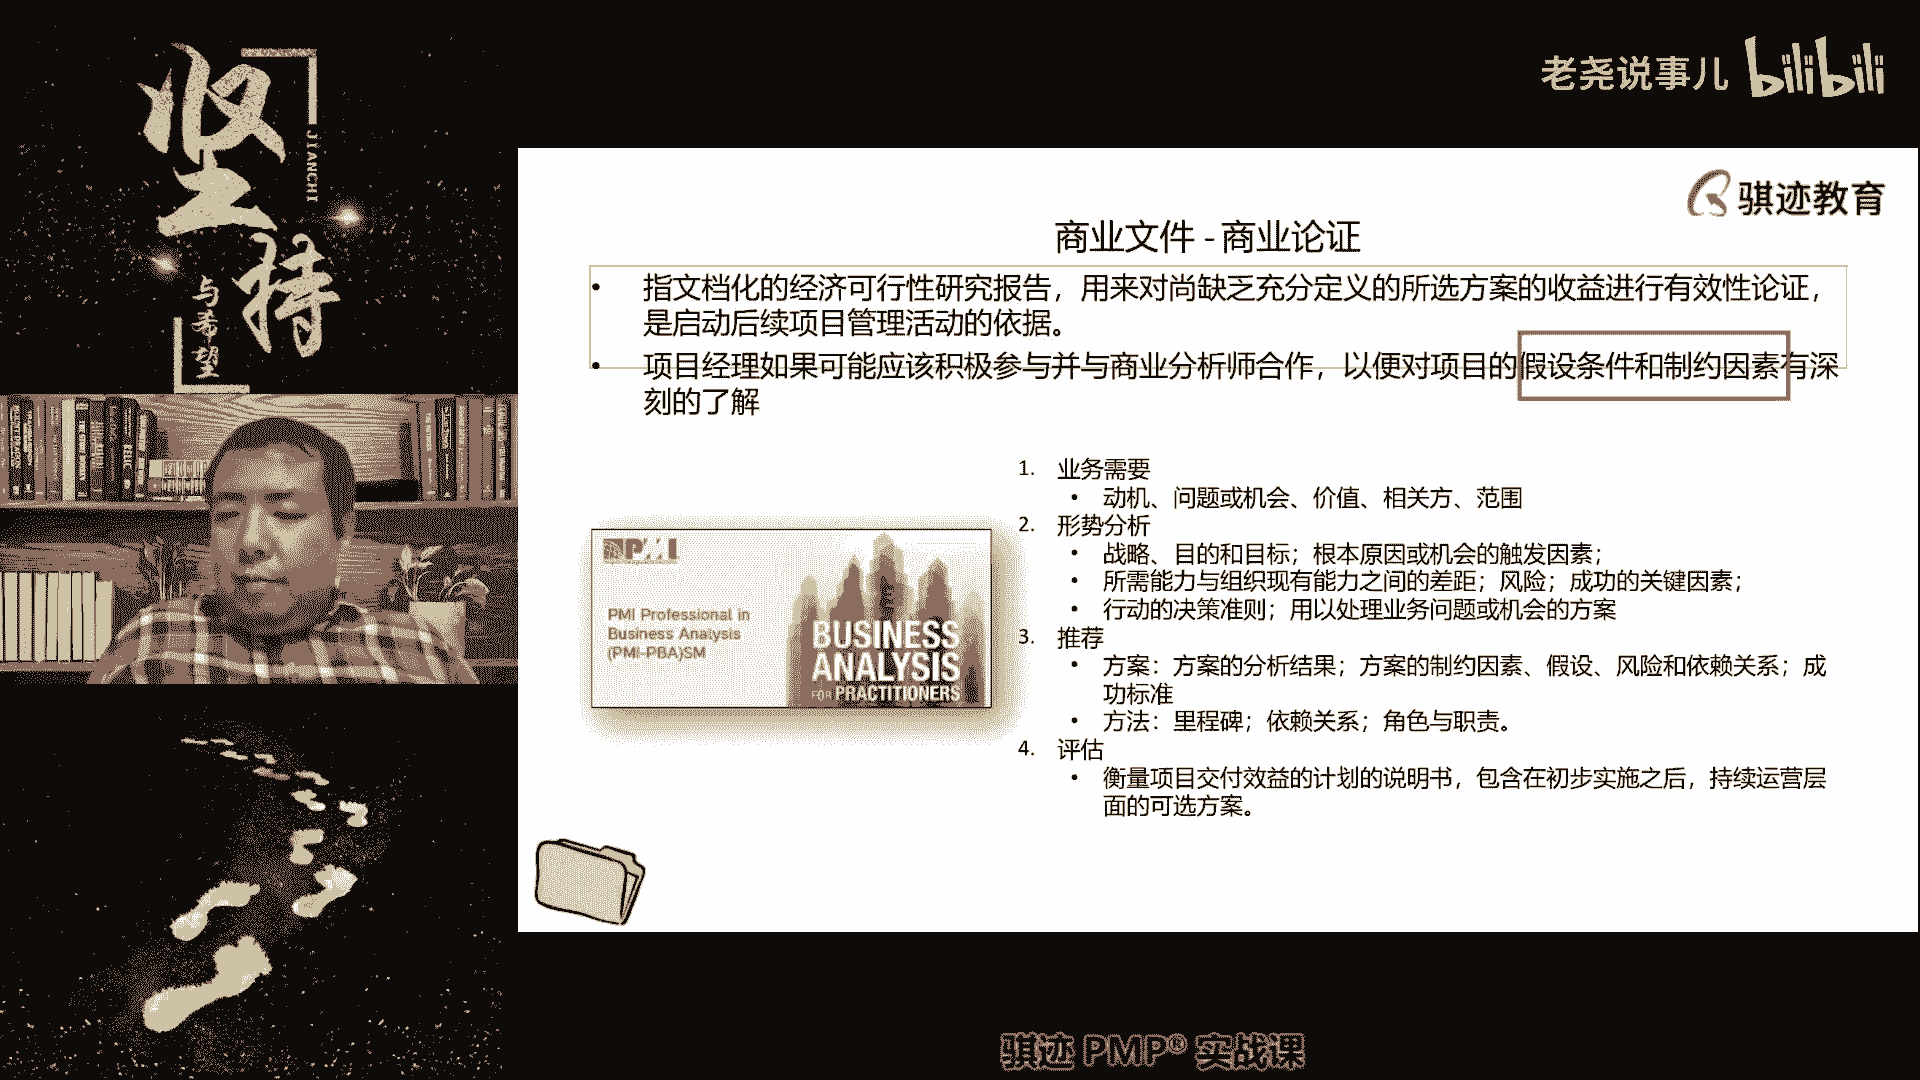 坚持
JIANCHI
与希望
老尧说事儿 bilibili
骐迹教育
商业文件 - 商业论证
• 指文档化的经济可行性研究报告，用来对尚缺乏充分定义的所选方案的收益进行有效性论证，
是启动后续项目管理活动的依据。
• 项目经理如果可能应该积极参与并与商业分析师合作，以便对项目的假设条件和制约因素有深
刻的了解
PMI
PMI Professional in
Business Analysis
(PMI-PBA)SM
BUSINESS
ANALYSIS
FOR PRACTITIONERS
1. 业务需要
• 动机、问题或机会、价值、相关方、范围
2. 形势分析
• 战略、目的和目标；根本原因或机会的触发因素；
• 所需能力与组织现有能力之间的差距；风险；成功的关键因素；
• 行动的决策准则；用以处理业务问题或机会的方案
3. 推荐
• 方案：方案的分析结果；方案的制约因素、假设、风险和依赖关系；成
功标准
• 方法：里程碑；依赖关系；角色与职责。
4. 评估
• 衡量项目交付效益的计划的说明书，包含在初步实施之后，持续运营层
面的可选方案。
骐迹 PMP® 实战课